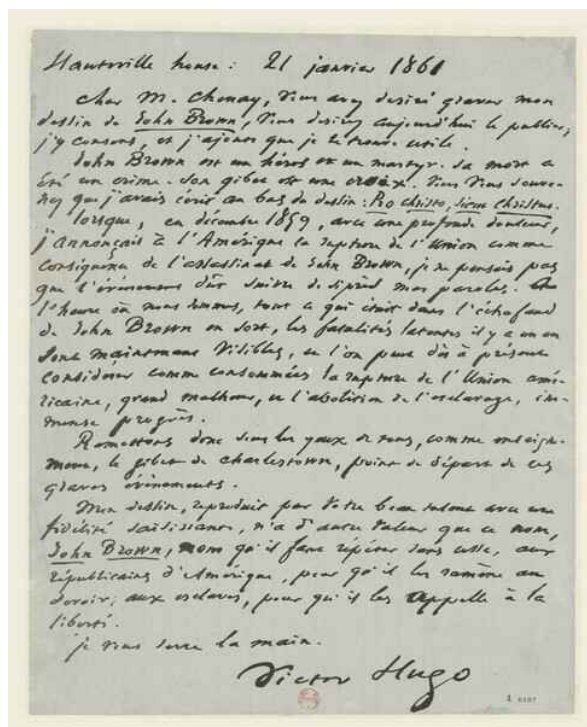 Hauteville house : 21 janvier 1861
cher M. Chenay, Vous avez désiré graver mon
dessin de John Brown, Vous désirez aujourd'hui le publier,
j'y consens, et j'ajoute que je le trouve utile.
John Brown est un héros et un martyr. Sa mort a
été un crime. Son gibet est une croix. Vous Vous souve-
nez que j'avais écrit au bas du dessin : Pro Christo, sicut Christus.
lorsque, en décembre 1859, avec une profonde douleur,
j'annonçais à l'Amérique la rupture de l'Union comme
conséquence de l'assassinat de John Brown, je ne pensais pas
que l'événement dût suivre de si près mes paroles. A
l'heure où nous sommes, tout ce qui était dans l'échafaud
de John Brown en sort, les fatalités latentes il y a un an
sont maintenant Visibles, et l'on peut dès à présent
considérer comme consommées la rupture de l'Union amé-
ricaine, grand malheur, et l'abolition de l'esclavage, im-
mense progrès.
Remettons donc sous les yeux de tous, comme enseigne-
ment, le gibet de Charlestown, point de départ de ces
graves événements.
Mon dessin, reproduit par Votre beau talent avec une
fidélité saisissante, n'a d'autre Valeur que ce nom,
John Brown, nom qu'il faut répéter sans cesse, aux
républicains d'Amérique, pour qu'il les ramène au
devoir, aux esclaves, pour qu'il les appelle à la
liberté.
je vous serre la main.
Victor Hugo